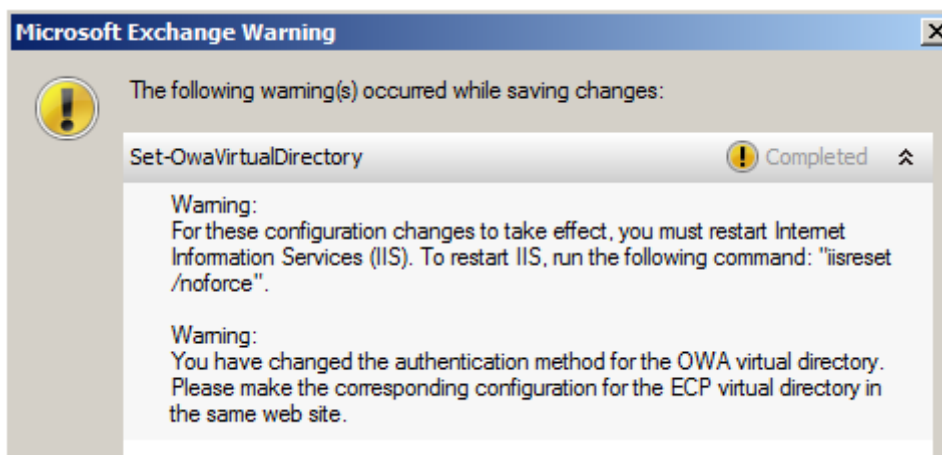 Microsoft Exchange Warning
The following warning(s) occurred while saving changes:
Set-OwaVirtualDirectory Completed
Warning:
For these configuration changes to take effect, you must restart Internet
Information Services (IIS). To restart IIS, run the following command: "iisreset
/noforce".
Warning:
You have changed the authentication method for the OWA virtual directory.
Please make the corresponding configuration for the ECP virtual directory in
the same web site.